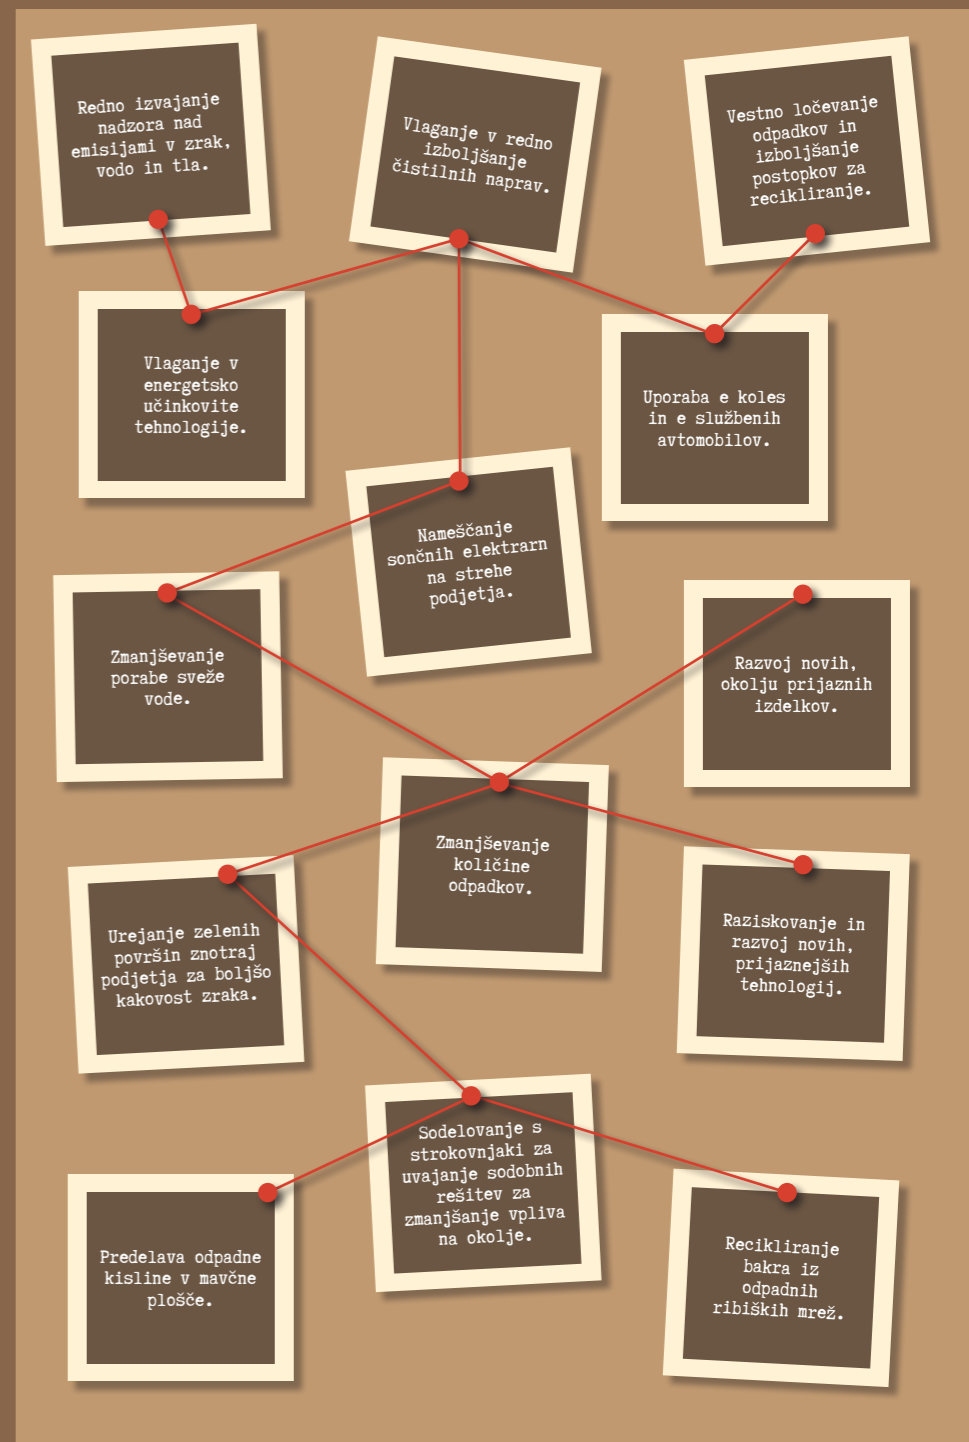 Redno izvajanje
nadzora nad
emisijami v zrak,
vodo in tla.
Vlaganje v redno
izboljšanje
čistilnih naprav.
Vestno ločevanje
odpadkov in
izboljšanje
postopkov za
recikliranje.
Vlaganje v
energetsko
učinkovite
tehnologije.
Uporaba e koles
in e službenih
avtomobilov.
Nameščanje
sončnih elektrarn
na strehe
podjetja.
Zmanjševanje
porabe sveže
vode.
Razvoj novih,
okolju prijaznih
izdelkov.
Zmanjševanje
količine
odpadkov.
Urejanje zelenih
površin znotraj
podjetja za boljšo
kakovost zraka.
Raziskovanje in
razvoj novih,
prijaznejših
tehnologij.
Sodelovanje s
strokovnjaki za
uvajanje sodobnih
rešitev za
zmanjšanje vpliva
na okolje.
Predelava odpadne
kisline v mavčne
plošče.
Recikliranje
bakra iz
odpadnih
ribiških mrež.